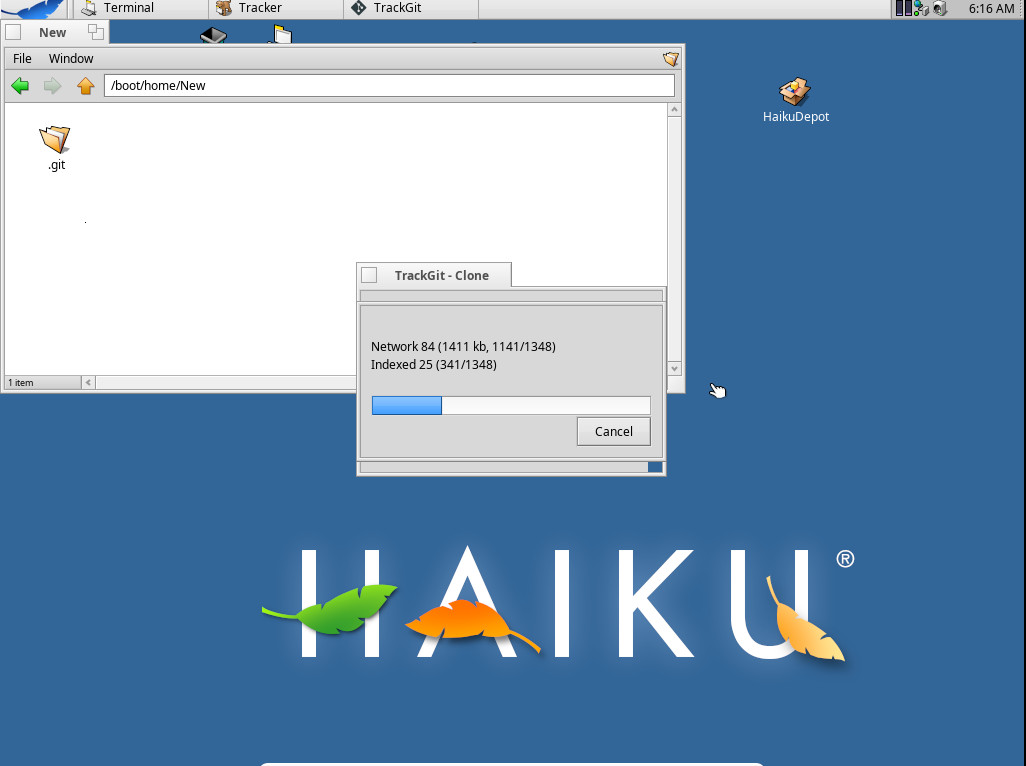 Terminal
Tracker
TrackGit
6:16 AM
New
File
Window
/boot/home/New
HaikuDepot
.git
TrackGit - Clone
Network 84 (1411 kb, 1141/1348)
Indexed 25 (341/1348)
1 item
Cancel
HAIKU®